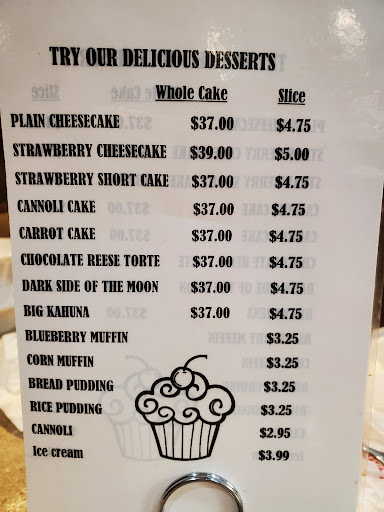 TRY OUR DELICIOUS DESSERTS
Whole Cake Slice
PLAIN CHEESECAKE $37.00 $4.75
STRAWBERRY CHEESECAKE $39.00 $5.00
STRAWBERRY SHORT CAKE $37.00 $4.75
CANNOLI CAKE $37.00 $4.75
CARROT CAKE $37.00 $4.75
CHOCOLATE REESE TORTE $37.00 $4.75
DARK SIDE OF THE MOON $37.00 $4.75
BIG KAHUNA $37.00 $4.75
BLUEBERRY MUFFIN $3.25
CORN MUFFIN $3.25
BREAD PUDDING $3.25
RICE PUDDING $3.25
CANNOLI $2.95
Ice cream $3.99